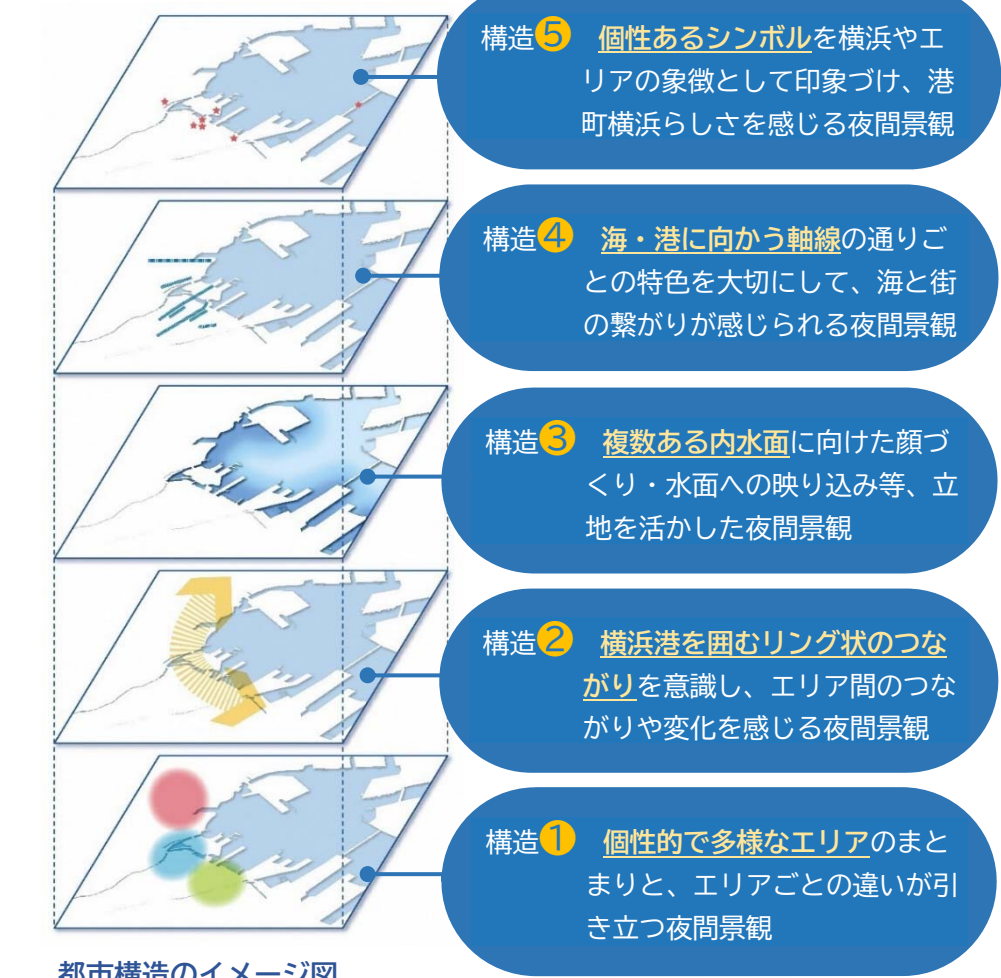 構造❺ 個性あるシンボルを横浜やエ
リアの象徴として印象づけ、港
町横浜らしさを感じる夜間景観
構造❹ 海・港に向かう軸線の通りご
との特色を大切にして、海と街
の繋がりが感じられる夜間景観
構造❸ 複数ある内水面に向けた顔づ
くり・水面への映り込み等、立
地を活かした夜間景観
構造❷ 横浜港を囲むリング状のつな
がりを意識し、エリア間のつな
がりや変化を感じる夜間景観
構造❶ 個性的で多様なエリアのまと
まりと、エリアごとの違いが引
き立つ夜間景観
都市構造のイメージ図